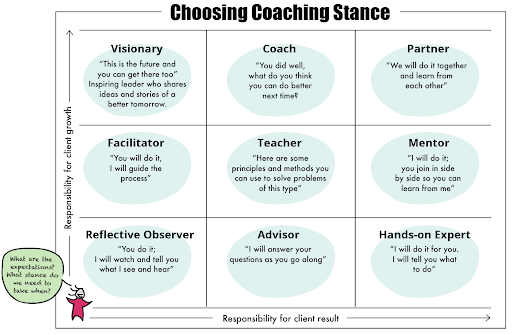 Choosing Coaching Stance
Responsibility for client growth
Visionary
“This is the future and
you can get there too”
Inspiring leader who shares
ideas and stories of a
better tomorrow.
Coach
“You did well,
what do you think
you can do better
next time?
Partner
“We will do it together
and learn from
each other”
Facilitator
“You will do it,
I will guide the
process”
Teacher
“Here are some
principles and methods you
can use to solve problems
of this type”
Mentor
“I will do it;
you join in side
by side so you can
learn from me”
Reflective Observer
“You do it;
I will watch and tell you
what I see and hear”
Advisor
“I will answer your
questions as you go along”
Hands-on Expert
“I will do it for you.
I will tell you what
to do”
What are the
expectations?
What stance do
we need to
take when?
Responsibility for client result